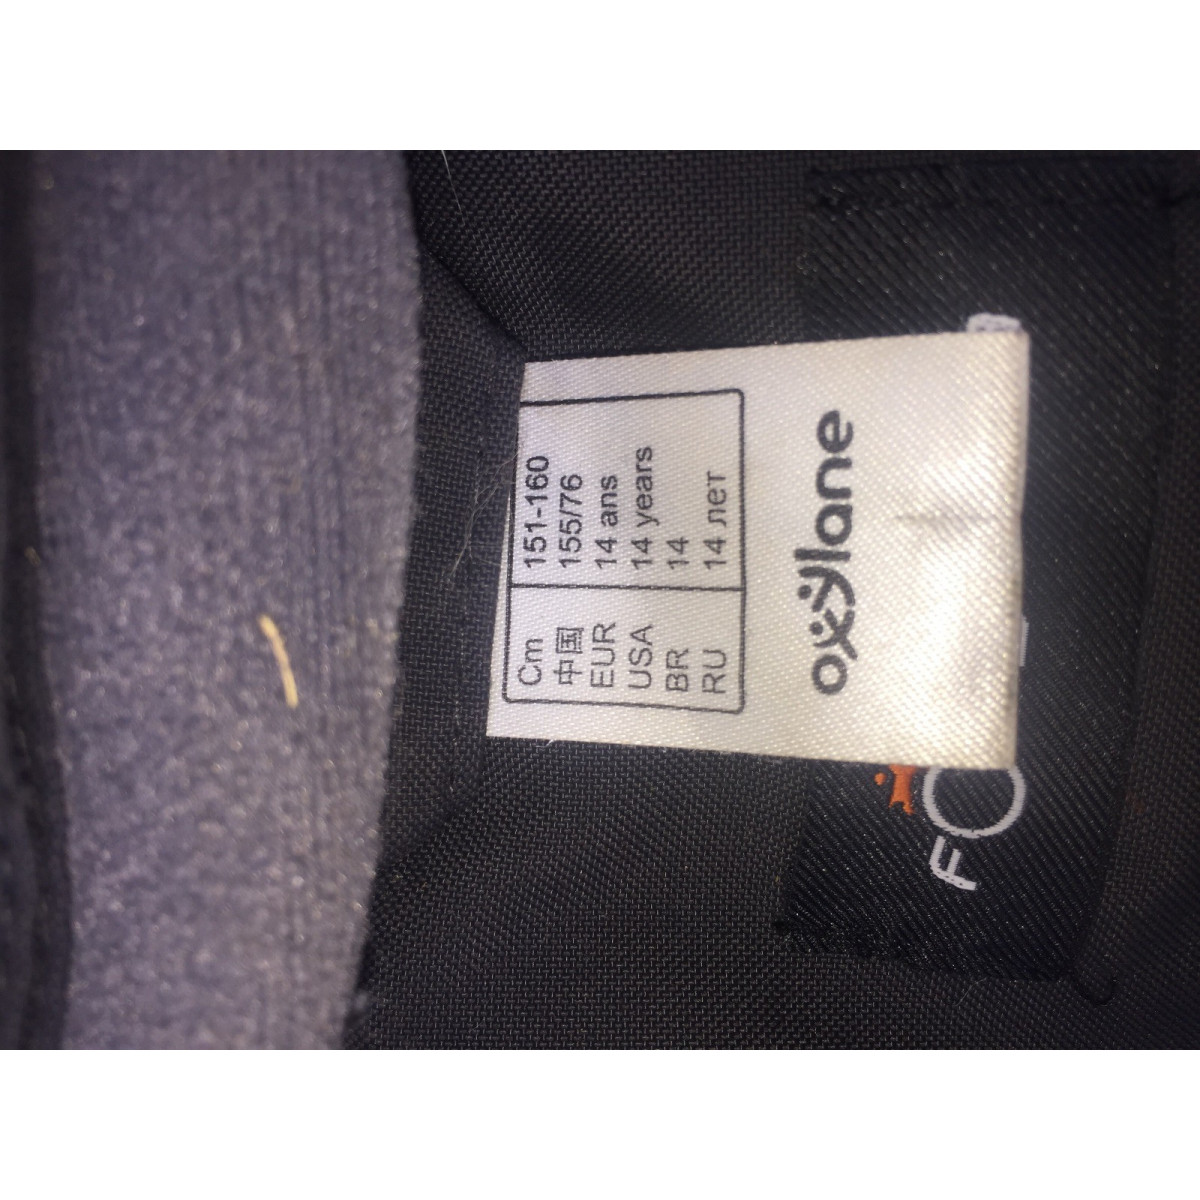 Cm 151-160
中国 155/76
EUR 14 ans
USA 14 years
BR 14
RU 14 лет
oxylane